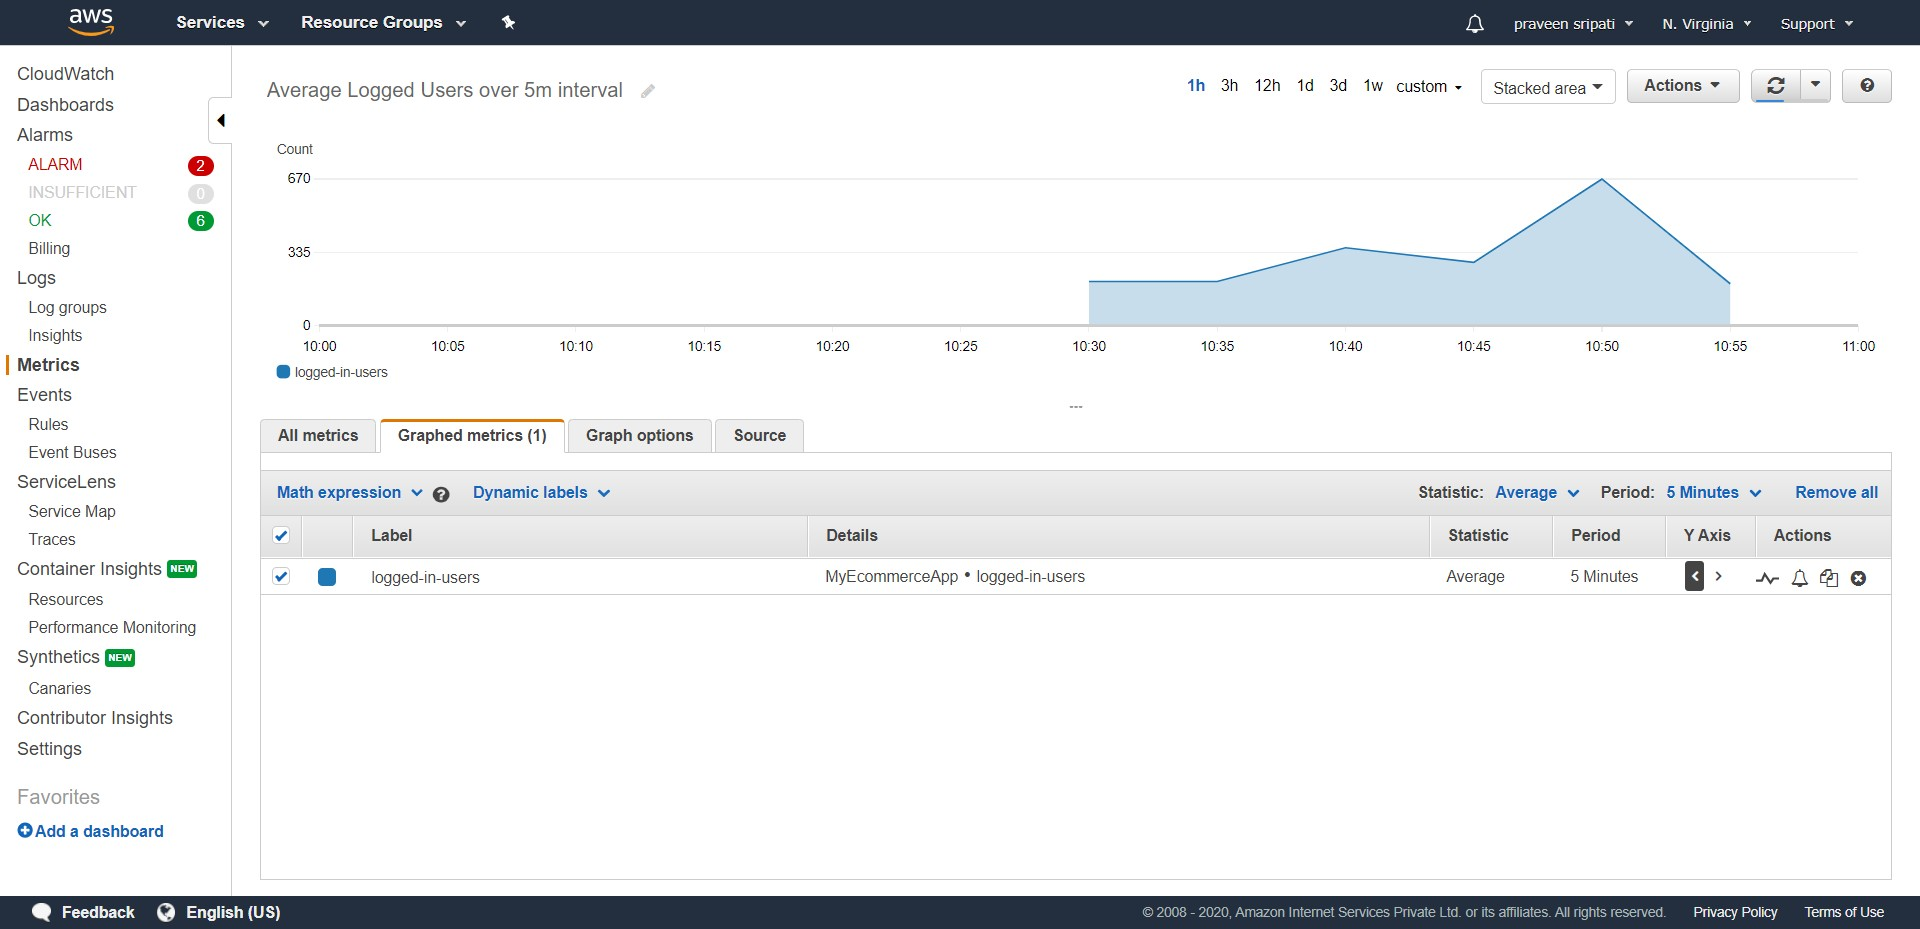 aws Services Resource Groups praveen sripati N. Virginia Support
CloudWatch
Dashboards
Alarms
ALARM 2
INSUFFICIENT 0
OK 6
Billing
Logs
Log groups
Insights
Metrics
Events
Rules
Event Buses
ServiceLens
Service Map
Traces
Container Insights NEW
Resources
Performance Monitoring
Synthetics NEW
Canaries
Contributor Insights
Settings
Favorites
Add a dashboard
Average Logged Users over 5m interval
1h 3h 12h 1d 3d 1w custom Stacked area Actions ?
Count
670
335
0
10:00 10:05 10:10 10:15 10:20 10:25 10:30 10:35 10:40 10:45 10:50 10:55 11:00
logged-in-users
All metrics Graphed metrics (1) Graph options Source
Math expression ? Dynamic labels Statistic: Average Period: 5 Minutes Remove all
Label Details Statistic Period Y Axis Actions
logged-in-users MyEcommerceApp • logged-in-users Average 5 Minutes
Feedback English (US) © 2008 - 2020, Amazon Internet Services Private Ltd. or its affiliates. All rights reserved. Privacy Policy Terms of Use